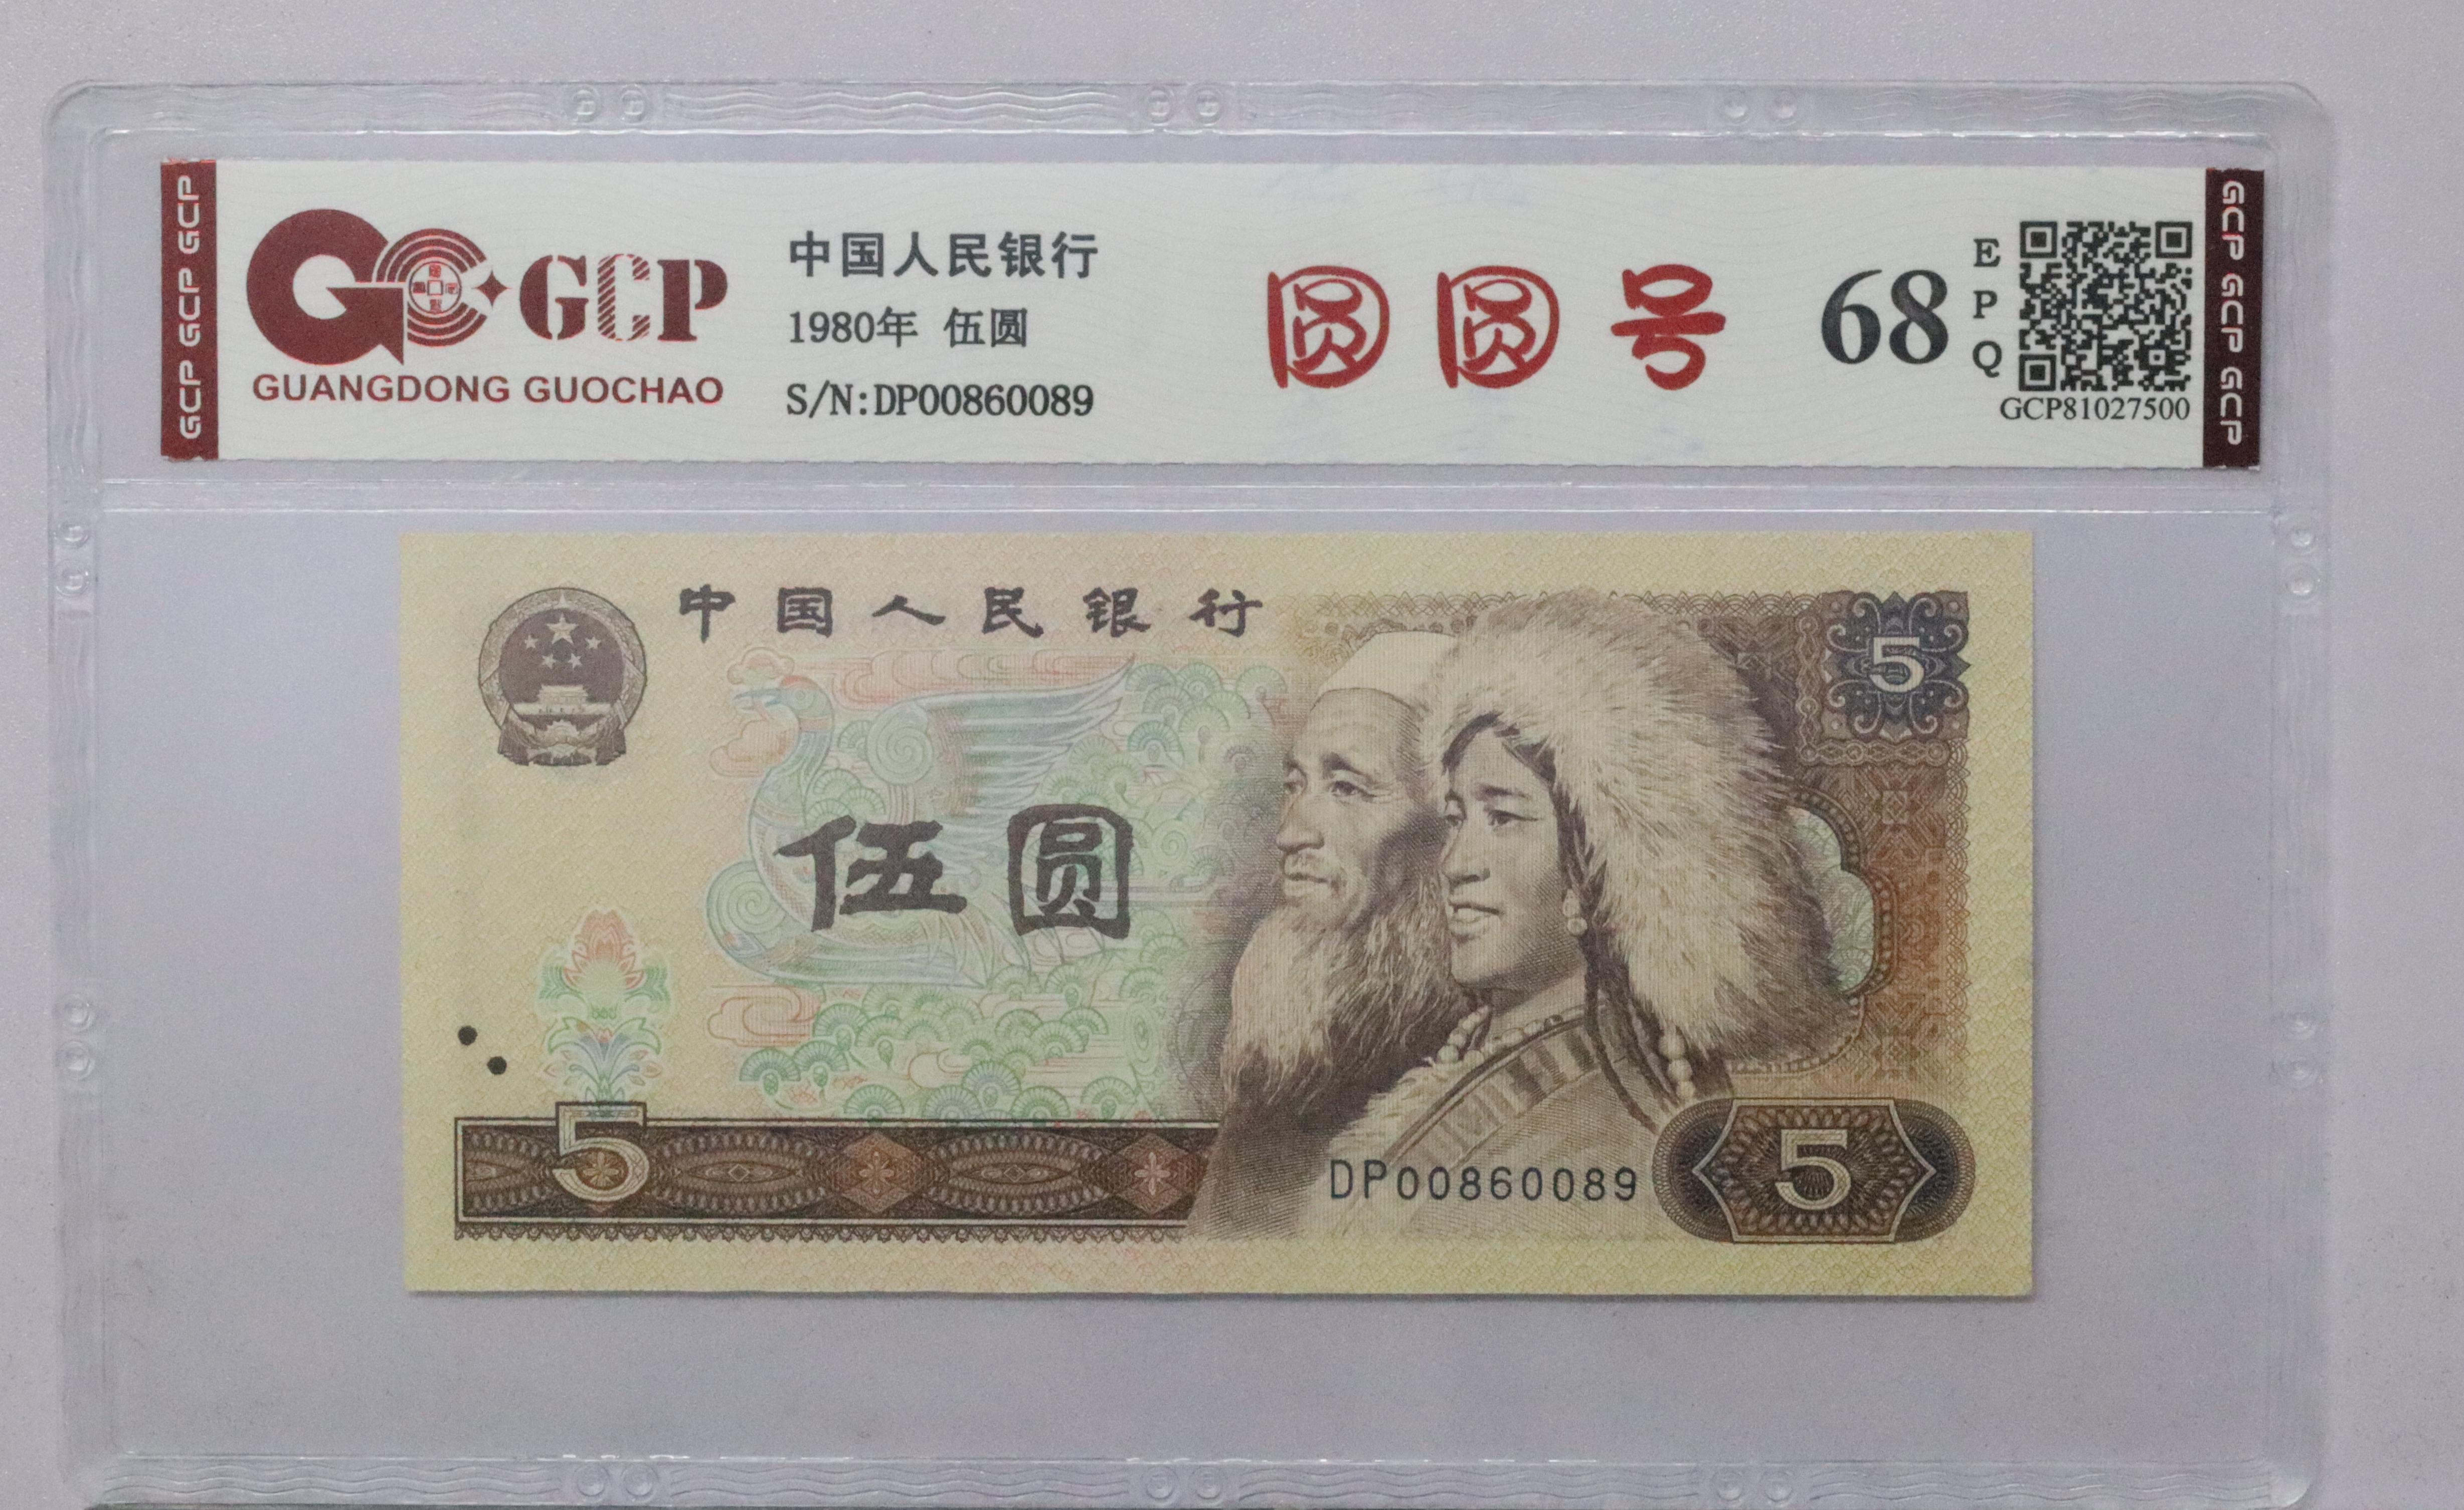 GCP GCP GCP
GCP
GUANGDONG GUOCHAO
中国人民银行
1980年 伍圆
S/N:DP00860089
圆圆号
68
EPQ
GCP81027500
GCP GCP GCP
中国人民银行
5
伍圆
5
DP00860089
5